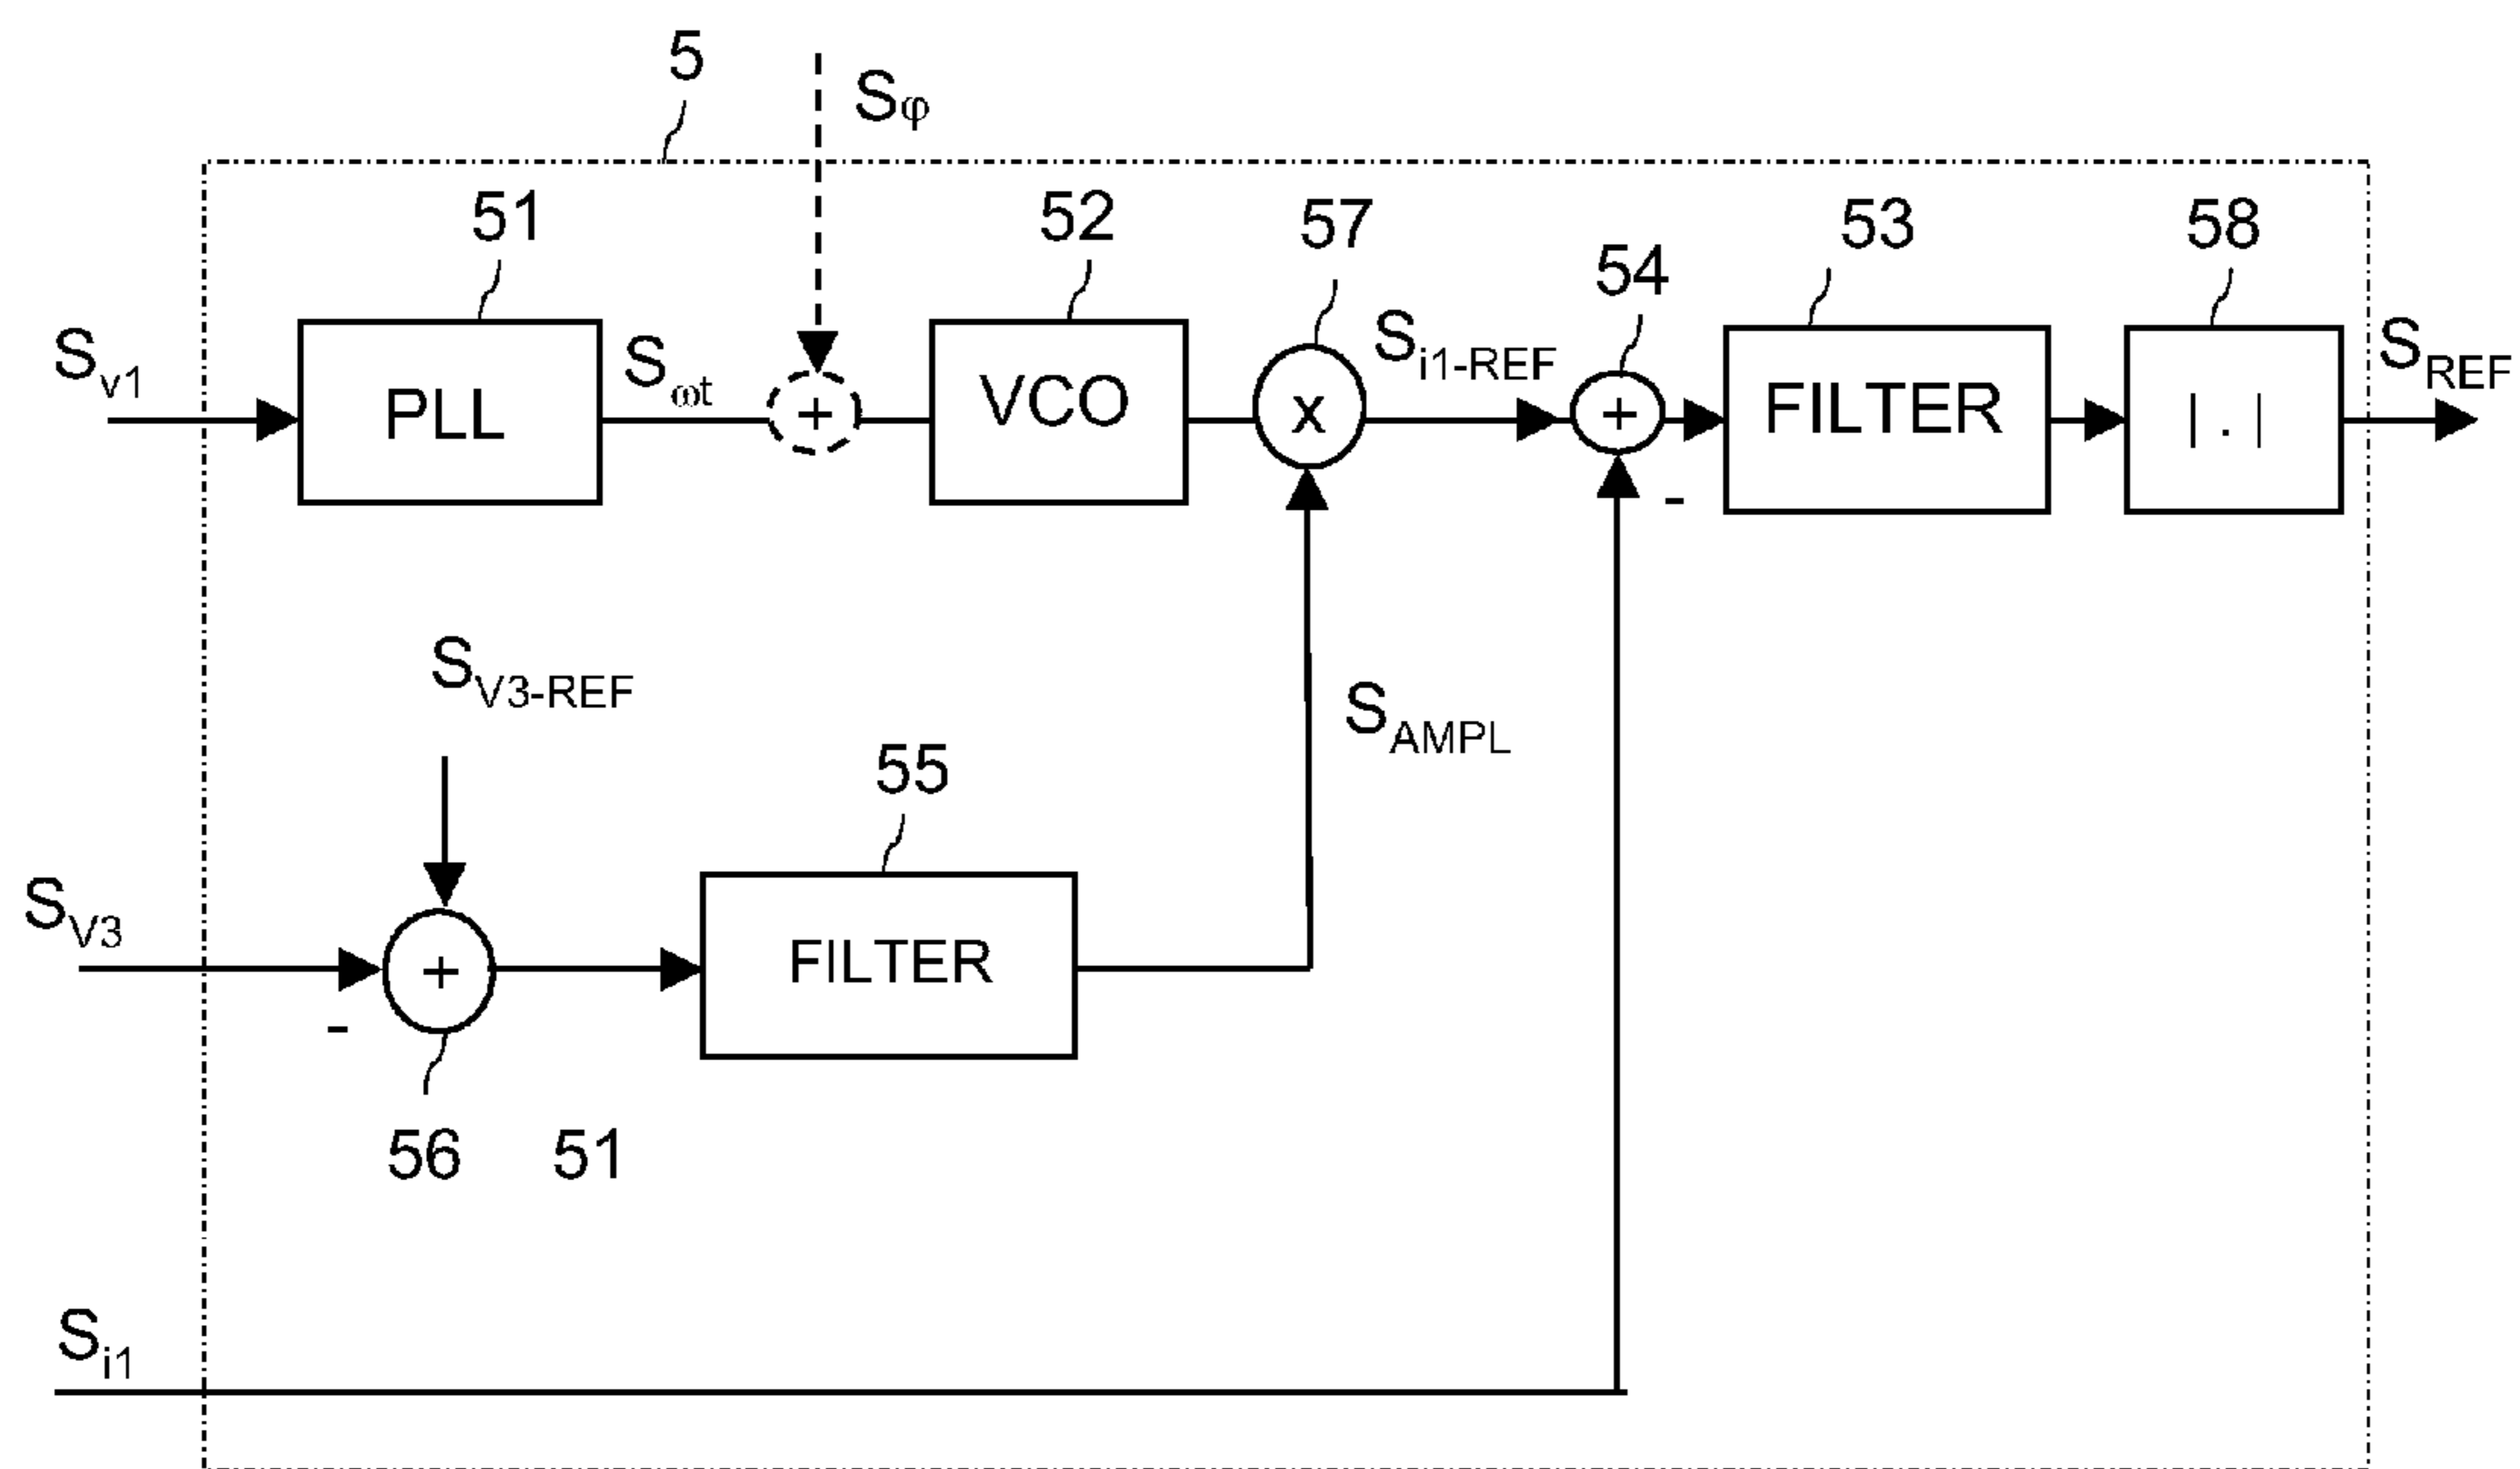 5
Sφ
51
52
57
54
53
58
Sv1
PLL
Sωt
+
VCO
x
Si1-REF
+
FILTER
| . |
SREF
-
SV3-REF
SAMPL
55
SV3
+
FILTER
-
56
51
Si1